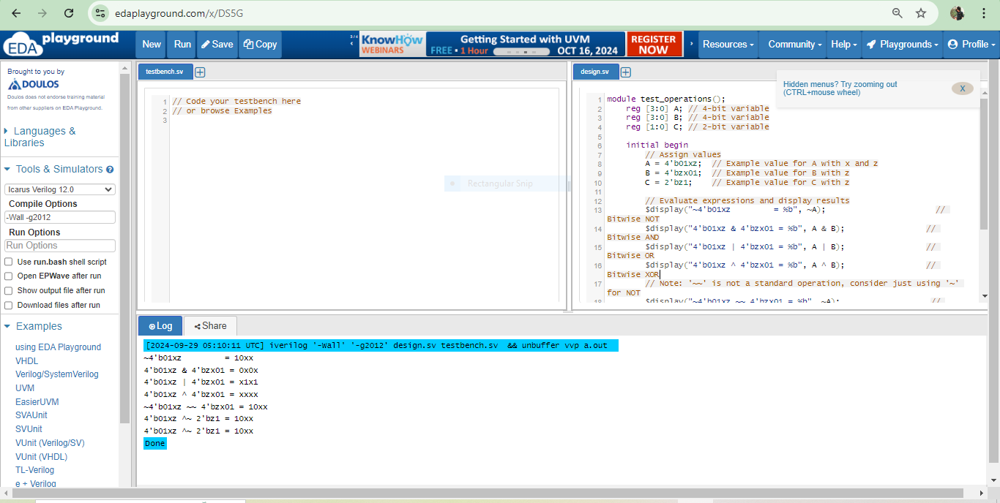 edaplayground.com/x/DS5G
EDA playground
New
Run
Save
Copy
3/4
KnowHow
WEBINARS
Getting Started with UVM
FREE • 1 Hour
OCT 16, 2024
REGISTER
NOW
Resources
Community
Help
Playgrounds
Profile
Brought to you by
DOULOS
Doulos does not endorse training material
from other suppliers on EDA Playground.
Languages &
Libraries
Tools & Simulators
Icarus Verilog 12.0
Compile Options
-Wall -g2012
Run Options
Run Options
Use run.bash shell script
Open EPWave after run
Show output file after run
Download files after run
Examples
using EDA Playground
VHDL
Verilog/SystemVerilog
UVM
EasierUVM
SVAUnit
SVUnit
VUnit (Verilog/SV)
VUnit (VHDL)
TL-Verilog
e + Verilog
testbench.sv
1 // Code your testbench here
2 // or browse Examples
3
Rectangular Snip
design.sv
Hidden menus? Try zooming out
(CTRL+mouse wheel)
X
1 module test_operations();
2 reg [3:0] A; // 4-bit variable
3 reg [3:0] B; // 4-bit variable
4 reg [1:0] C; // 2-bit variable
5
6 initial begin
7 // Assign values
8 A = 4'b01xz; // Example value for A with x and z
9 B = 4'bzx01; // Example value for B with z
10 C = 2'bz1; // Example value for C with z
11
12 // Evaluate expressions and display results
13 $display("~4'b01xz = %b", ~A); //
Bitwise NOT
14 $display("4'b01xz & 4'bzx01 = %b", A & B); //
Bitwise AND
15 $display("4'b01xz | 4'bzx01 = %b", A | B); //
Bitwise OR
16 $display("4'b01xz ^ 4'bzx01 = %b", A ^ B); //
Bitwise XOR
17 // Note: '~~' is not a standard operation, consider just using '~'
for NOT
18 $display("~4'b01xz ~~ 4'bzx01 = %b", ~A); //
Log
Share
[2024-09-29 05:10:11 UTC] iverilog '-Wall' '-g2012' design.sv testbench.sv && unbuffer vvp a.out
~4'b01xz = 10xx
4'b01xz & 4'bzx01 = 0x0x
4'b01xz | 4'bzx01 = x1x1
4'b01xz ^ 4'bzx01 = xxxx
~4'b01xz ~~ 4'bzx01 = 10xx
4'b01xz ^~ 2'bz1 = 10xx
4'b01xz ^~ 2'bz1 = 10xx
Done